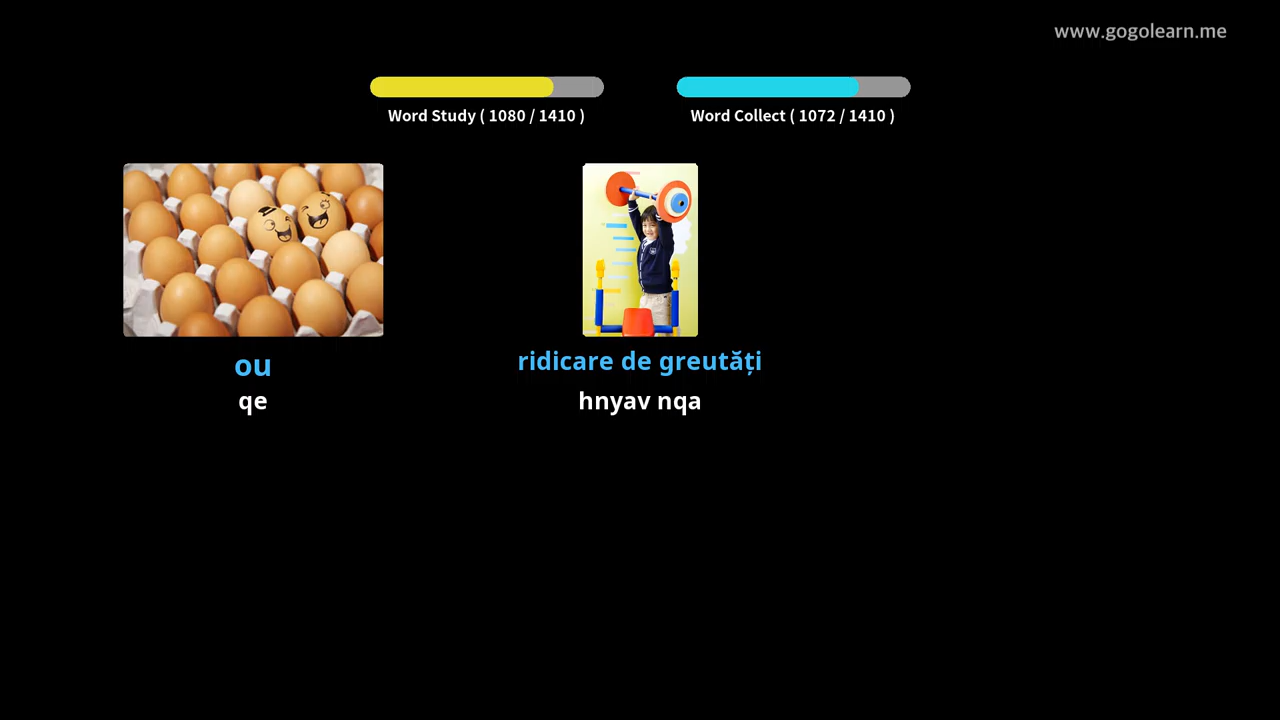 www.gogolearn.me
Word Study ( 1080 / 1410 )
Word Collect ( 1072 / 1410 )
ou
qe
ridicare de greutăți
hnyav nqa